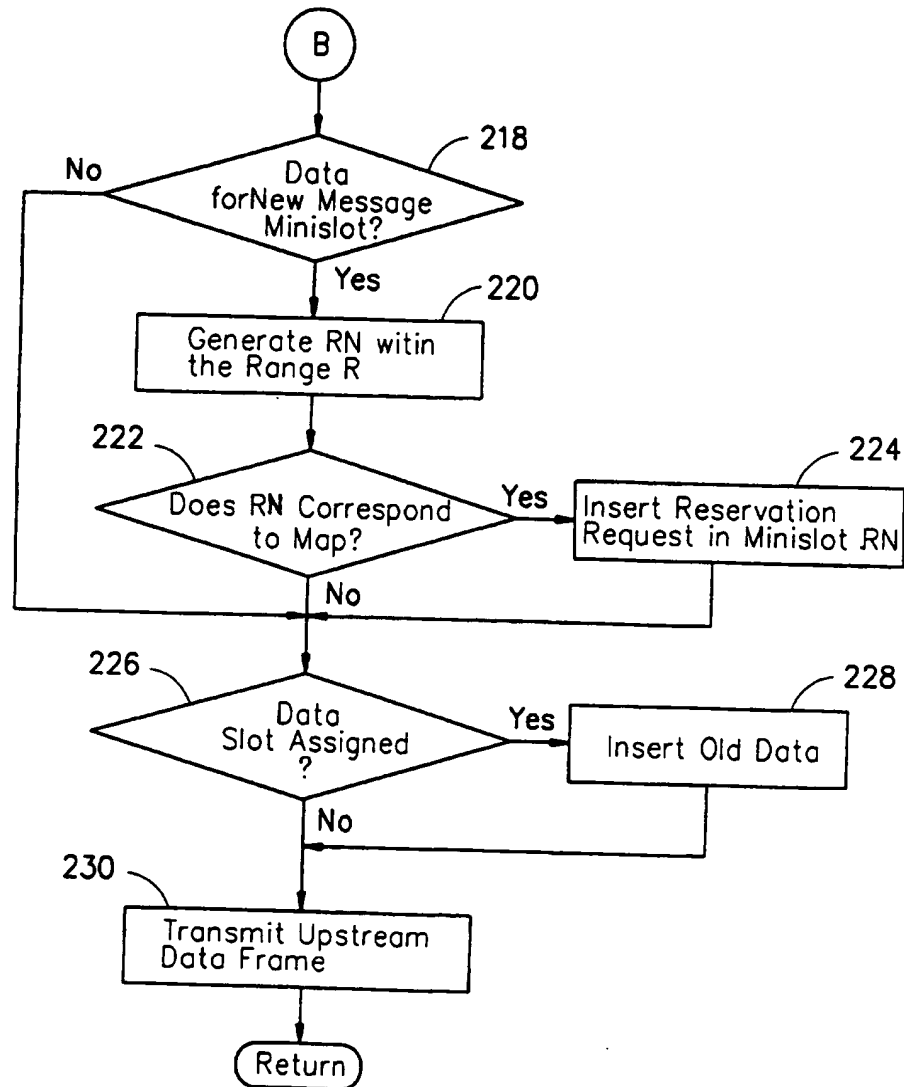 B
218
No
Data
forNew Message
Minislot?
Yes
220
Generate RN witin
the Range R
222
224
Does RN Correspond
to Map?
Yes
Insert Reservation
Request in Minislot RN
No
226
228
Data
Slot Assigned
?
Yes
Insert Old Data
No
230
Transmit Upstream
Data Frame
Return